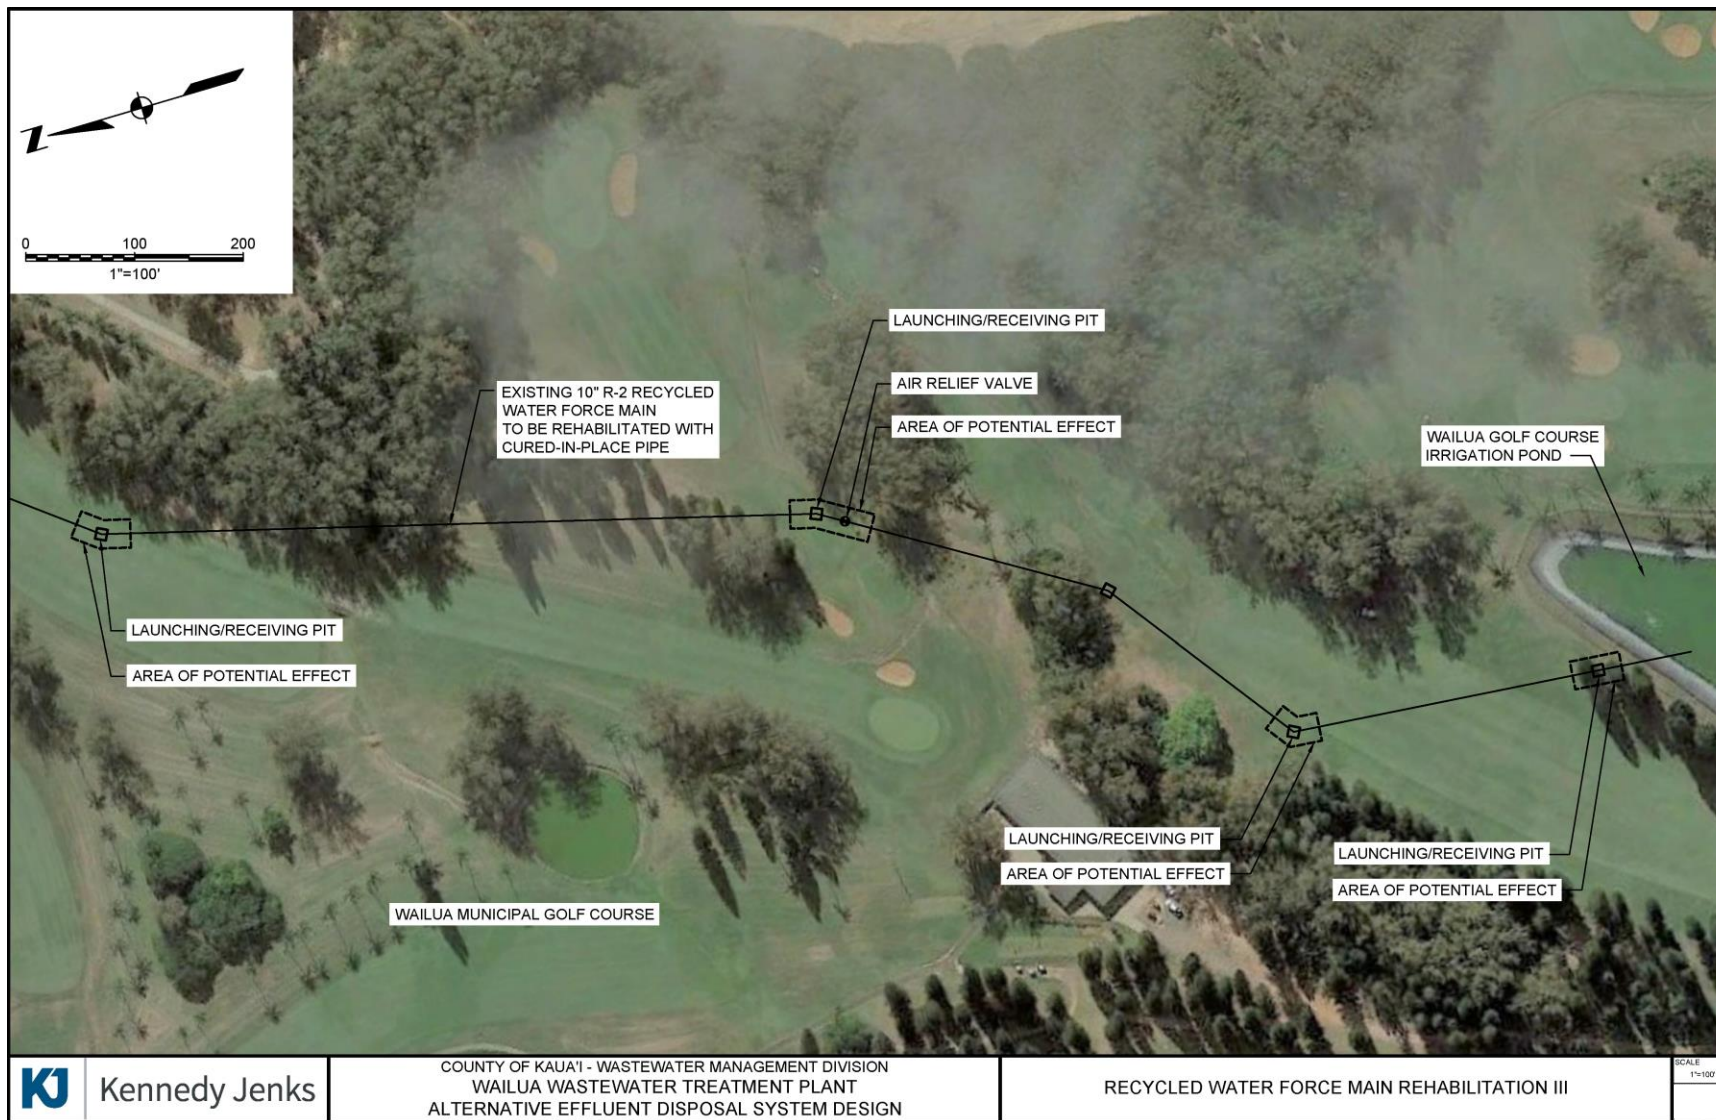 N
0 100 200
1"=100'
LAUNCHING/RECEIVING PIT
AIR RELIEF VALVE
AREA OF POTENTIAL EFFECT
EXISTING 10" R-2 RECYCLED
WATER FORCE MAIN
TO BE REHABILITATED WITH
CURED-IN-PLACE PIPE
WAILUA GOLF COURSE
IRRIGATION POND
LAUNCHING/RECEIVING PIT
AREA OF POTENTIAL EFFECT
LAUNCHING/RECEIVING PIT
AREA OF POTENTIAL EFFECT
LAUNCHING/RECEIVING PIT
AREA OF POTENTIAL EFFECT
WAILUA MUNICIPAL GOLF COURSE
KJ Kennedy Jenks
COUNTY OF KAUA'I - WASTEWATER MANAGEMENT DIVISION
WAILUA WASTEWATER TREATMENT PLANT
ALTERNATIVE EFFLUENT DISPOSAL SYSTEM DESIGN
RECYCLED WATER FORCE MAIN REHABILITATION III
SCALE
1"=100'